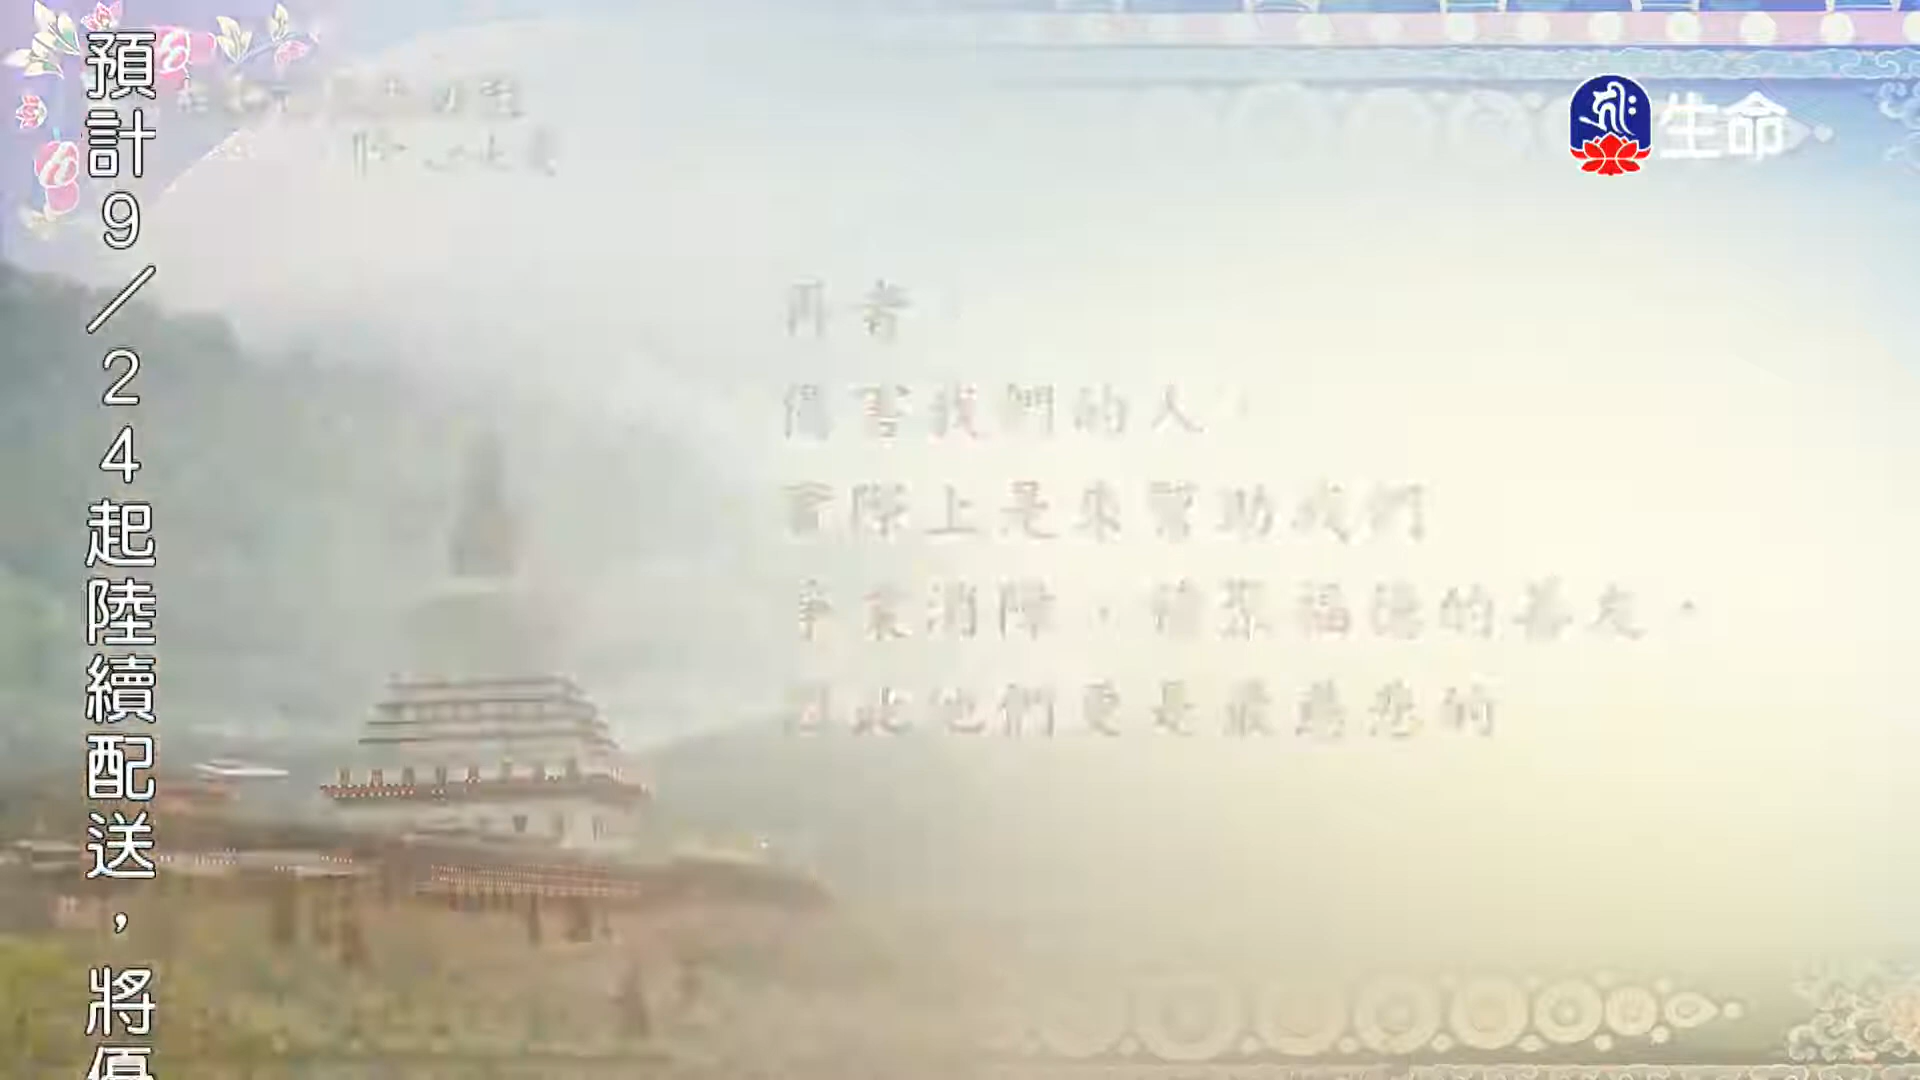 預計9/24起陸續配送，將優
生命
再者，
傷害我們的人，
實際上是來幫助我們
淨業消障，積聚福德的善友。
因此他們更是最慈悲的